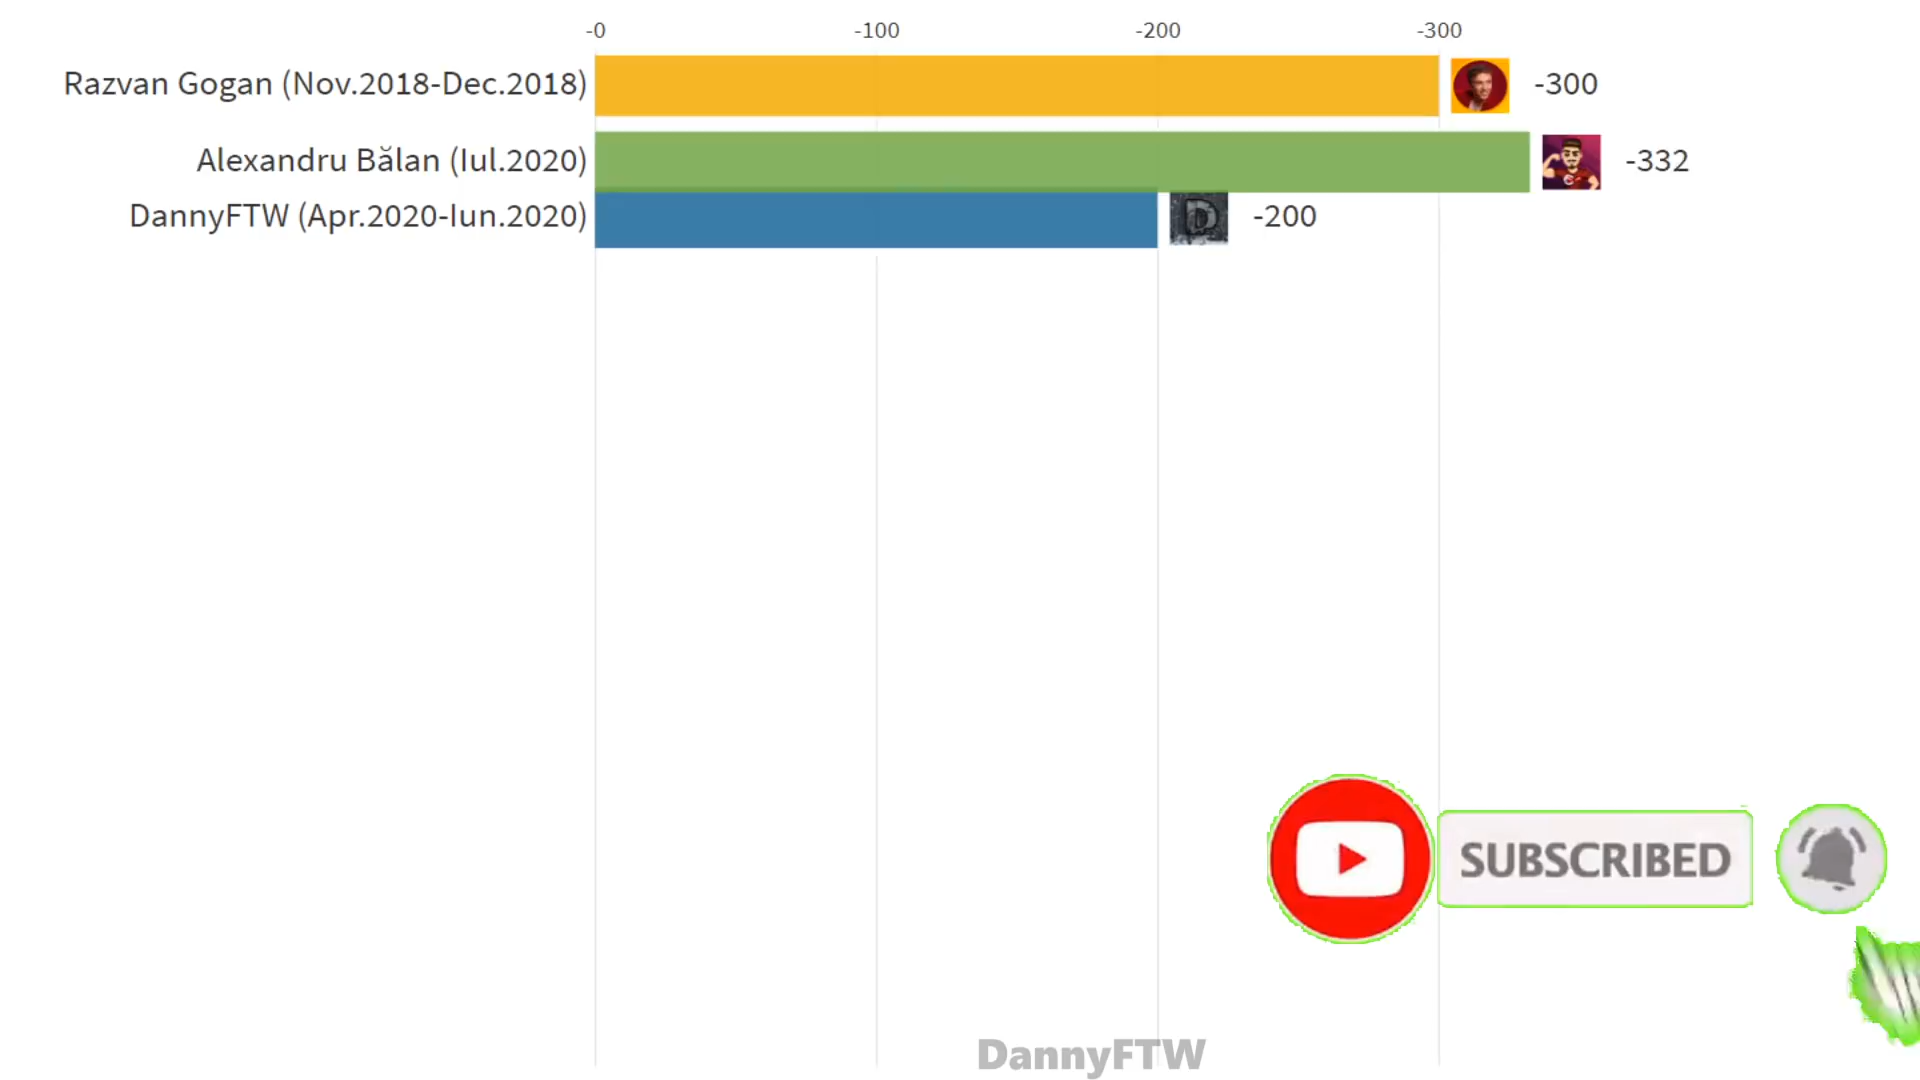 -0 -100 -200 -300
Razvan Gogan (Nov.2018-Dec.2018) -300
Alexandru Bălan (Iul.2020) -332
DannyFTW (Apr.2020-Iun.2020) D -200
SUBSCRIBED
DannyFTW